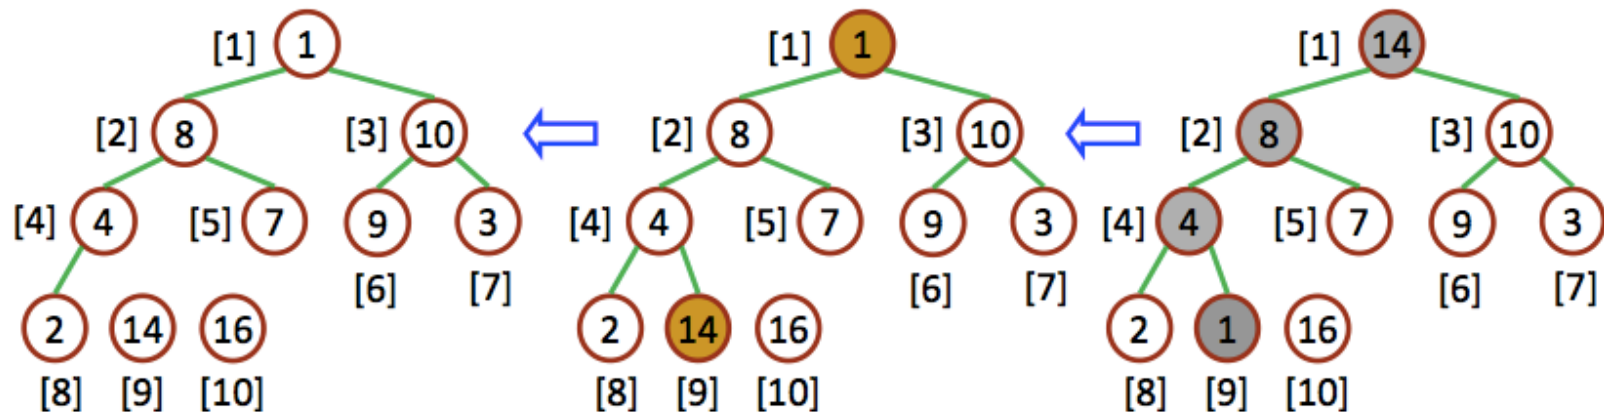 [1] 1 [1] 1 [1] 14
[2] 8 [3] 10 [2] 8 [3] 10 [2] 8 [3] 10
[4] 4 [5] 7 9 3 [4] 4 [5] 7 9 3 [4] 4 [5] 7 9 3
[6] [7] [6] [7] [6] [7]
2 14 16 2 14 16 2 1 16
[8] [9] [10] [8] [9] [10] [8] [9] [10]